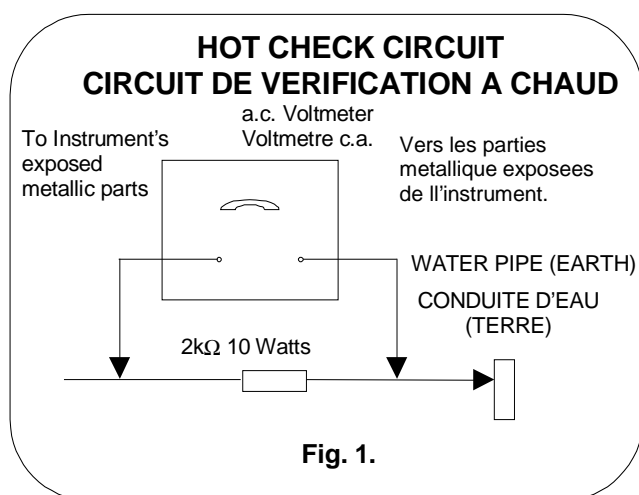 HOT CHECK CIRCUIT
CIRCUIT DE VERIFICATION A CHAUD
a.c. Voltmeter
Voltmetre c.a.
To Instrument's
exposed
metallic parts
Vers les parties
metallique exposees
de ll'instrument.
WATER PIPE (EARTH)
CONDUITE D'EAU
(TERRE)
2kΩ 10 Watts
Fig. 1.